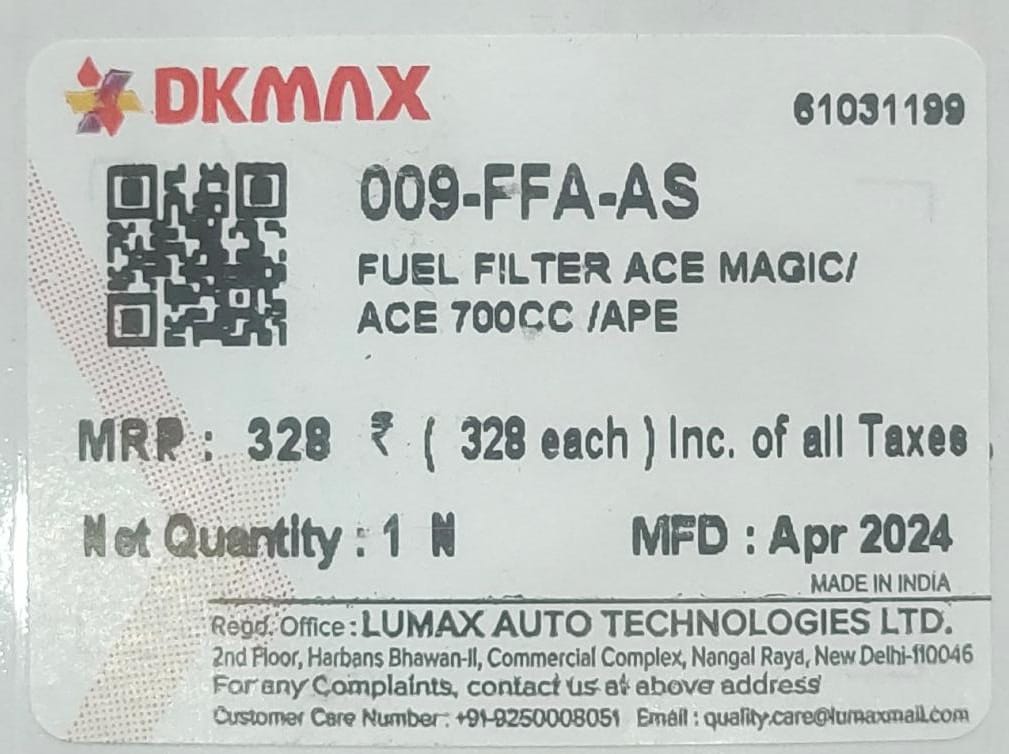 DKMAX
61031199
009-FFA-AS
FUEL FILTER ACE MAGIC/
ACE 700CC /APE
MRP : 328 ₹ ( 328 each ) Inc. of all Taxes
Net Quantity : 1 N
MFD : Apr 2024
MADE IN INDIA
Regd. Office : LUMAX AUTO TECHNOLOGIES LTD.
2nd Floor, Harbans Bhawan-II, Commercial Complex, Nangal Raya, New Delhi-110046
For any Complaints, contact us at above address
Customer Care Number : +91-9250008051 Email : quality.care@lumaxmail.com